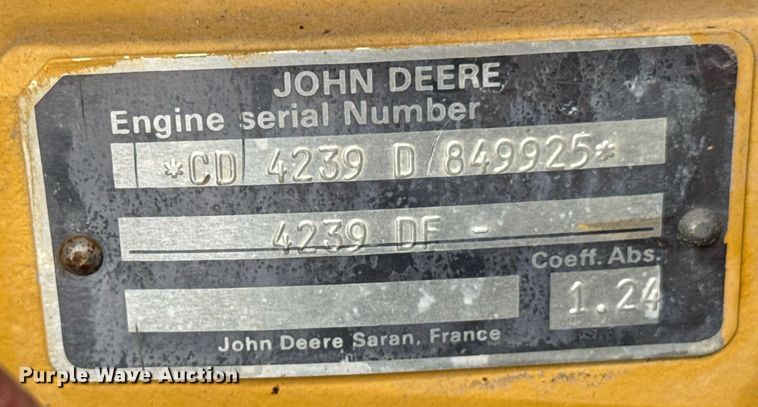 JOHN DEERE
Engine serial Number
*CD 4239 D 849925*
4239 DF -
Coeff. Abs.
1.24
John Deere Saran, France
Purple Wave Auction